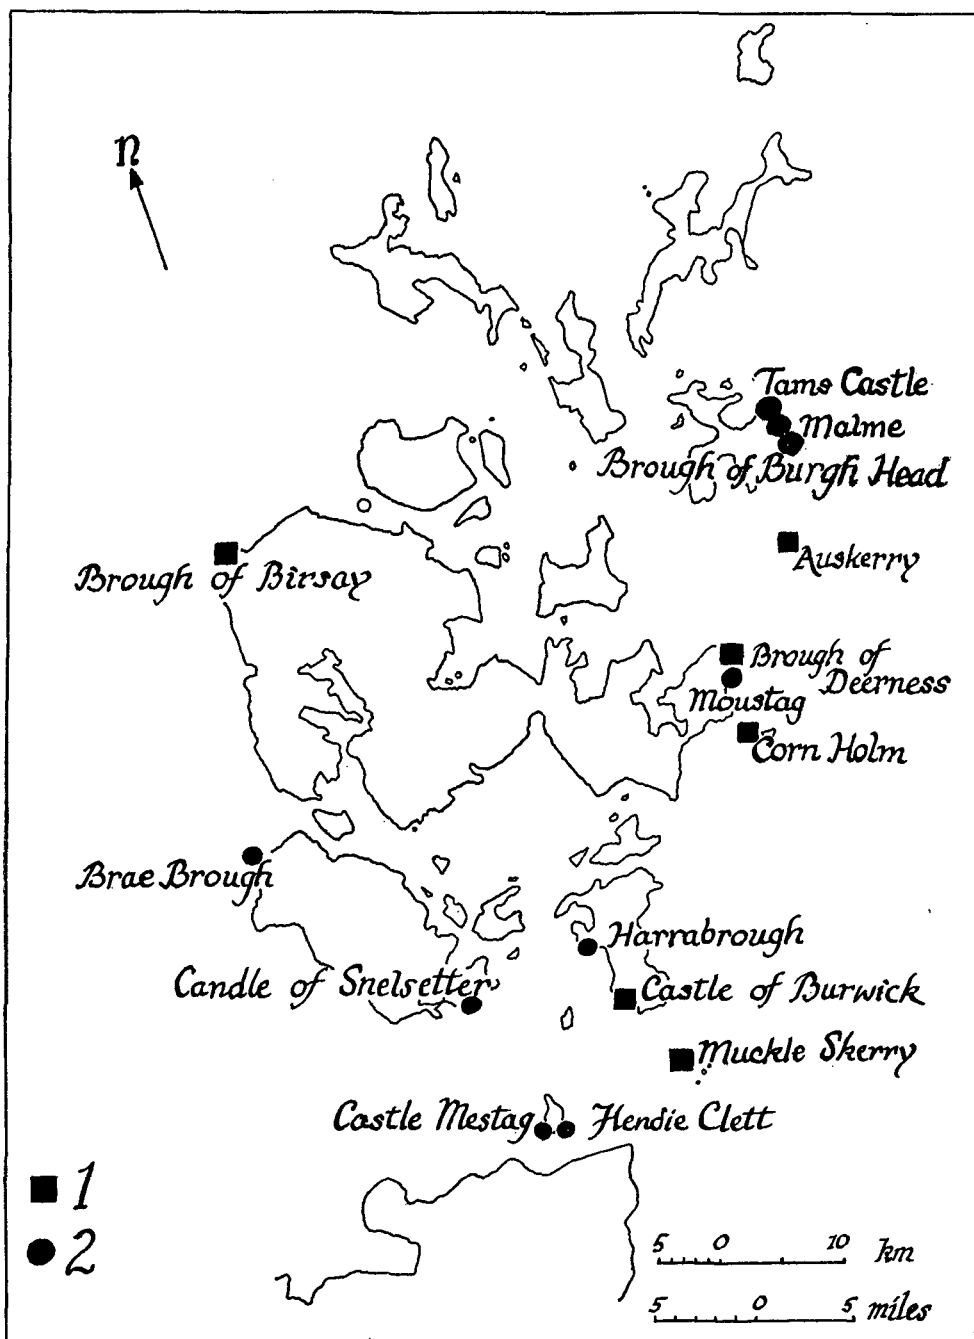 n
Tams Castle
Malme
Brough of Burgh Head
Auskerry
Brough of Birsay
Brough of
Deerness
Moustag
Corn Holm
Brae Brough
Harrabrough
Candle of Snelsetter
Castle of Burwick
Muckle Skerry
Castle Mestag
Hendie Clett
1
2
5 0 10 km
5 0 5 miles